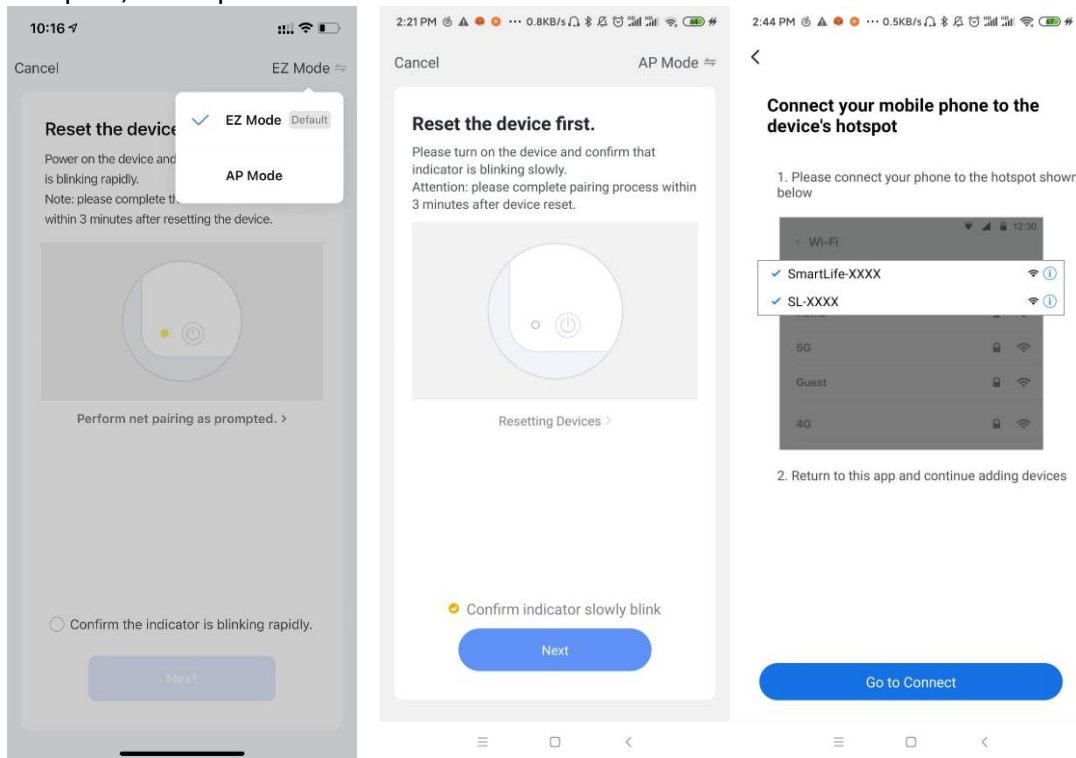 10:16
Cancel
EZ Mode
EZ Mode Default
AP Mode
Reset the device
Power on the device and
is blinking rapidly.
Note: please complete th
within 3 minutes after resetting the device.
Perform net pairing as prompted. >
Confirm the indicator is blinking rapidly.
Next
2:21 PM
... 0.8KB/s
64
Cancel
AP Mode
Reset the device first.
Please turn on the device and confirm that
indicator is blinking slowly.
Attention: please complete pairing process within
3 minutes after device reset.
Resetting Devices >
Confirm indicator slowly blink
Next
2:44 PM
... 0.5KB/s
67
Connect your mobile phone to the
device's hotspot
1. Please connect your phone to the hotspot shown
below
12:30
< Wi-Fi
SmartLife-XXXX
SL-XXXX
5G
Guest
4G
2. Return to this app and continue adding devices
Go to Connect